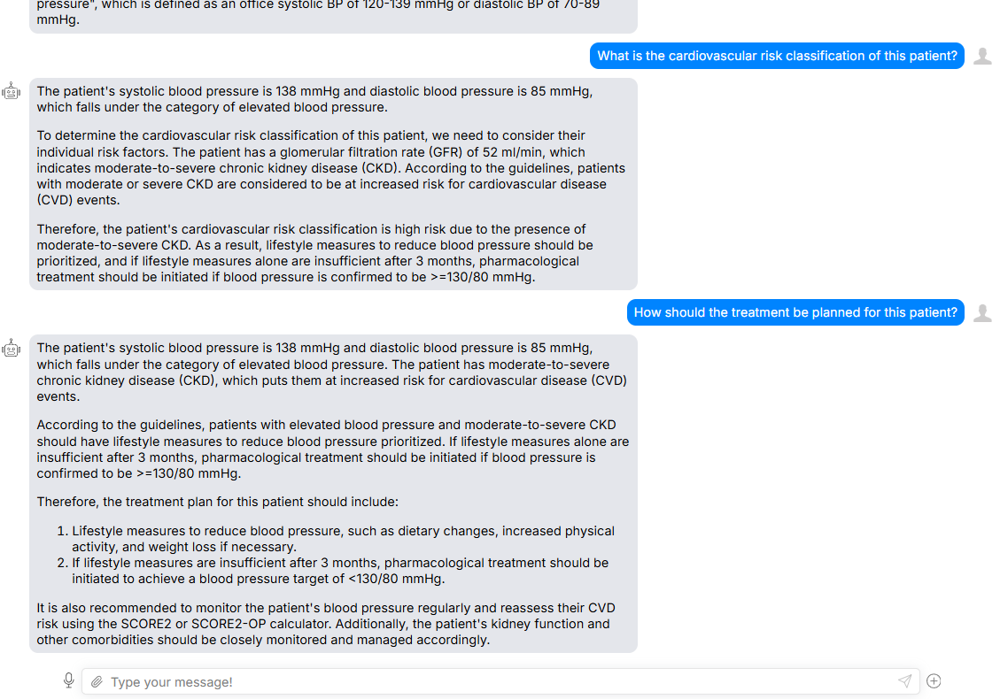 pressure", which is defined as an office systolic BP of 120-139 mmHg or diastolic BP of 70-89
mmHg.
What is the cardiovascular risk classification of this patient?
The patient's systolic blood pressure is 138 mmHg and diastolic blood pressure is 85 mmHg,
which falls under the category of elevated blood pressure.
To determine the cardiovascular risk classification of this patient, we need to consider their
individual risk factors. The patient has a glomerular filtration rate (GFR) of 52 ml/min, which
indicates moderate-to-severe chronic kidney disease (CKD). According to the guidelines, patients
with moderate or severe CKD are considered to be at increased risk for cardiovascular disease
(CVD) events.
Therefore, the patient's cardiovascular risk classification is high risk due to the presence of
moderate-to-severe CKD. As a result, lifestyle measures to reduce blood pressure should be
prioritized, and if lifestyle measures alone are insufficient after 3 months, pharmacological
treatment should be initiated if blood pressure is confirmed to be >=130/80 mmHg.
How should the treatment be planned for this patient?
The patient's systolic blood pressure is 138 mmHg and diastolic blood pressure is 85 mmHg,
which falls under the category of elevated blood pressure. The patient has moderate-to-severe
chronic kidney disease (CKD), which puts them at increased risk for cardiovascular disease (CVD)
events.
According to the guidelines, patients with elevated blood pressure and moderate-to-severe CKD
should have lifestyle measures to reduce blood pressure prioritized. If lifestyle measures alone are
insufficient after 3 months, pharmacological treatment should be initiated if blood pressure is
confirmed to be >=130/80 mmHg.
Therefore, the treatment plan for this patient should include:
1. Lifestyle measures to reduce blood pressure, such as dietary changes, increased physical
activity, and weight loss if necessary.
2. If lifestyle measures are insufficient after 3 months, pharmacological treatment should be
initiated to achieve a blood pressure target of <130/80 mmHg.
It is also recommended to monitor the patient's blood pressure regularly and reassess their CVD
risk using the SCORE2 or SCORE2-OP calculator. Additionally, the patient's kidney function and
other comorbidities should be closely monitored and managed accordingly.
Type your message!